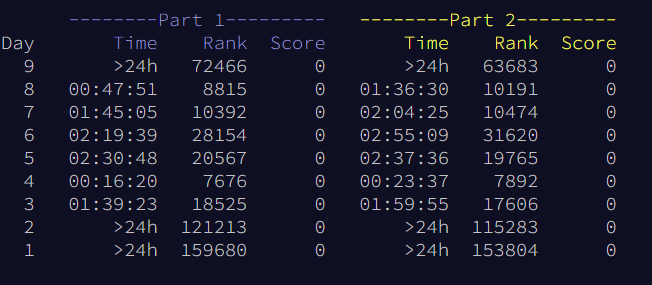 --------Part 1--------- --------Part 2---------
Day Time Rank Score Time Rank Score
9 >24h 72466 0 >24h 63683 0
8 00:47:51 8815 0 01:36:30 10191 0
7 01:45:05 10392 0 02:04:25 10474 0
6 02:19:39 28154 0 02:55:09 31620 0
5 02:30:48 20567 0 02:37:36 19765 0
4 00:16:20 7676 0 00:23:37 7892 0
3 01:39:23 18525 0 01:59:55 17606 0
2 >24h 121213 0 >24h 115283 0
1 >24h 159680 0 >24h 153804 0